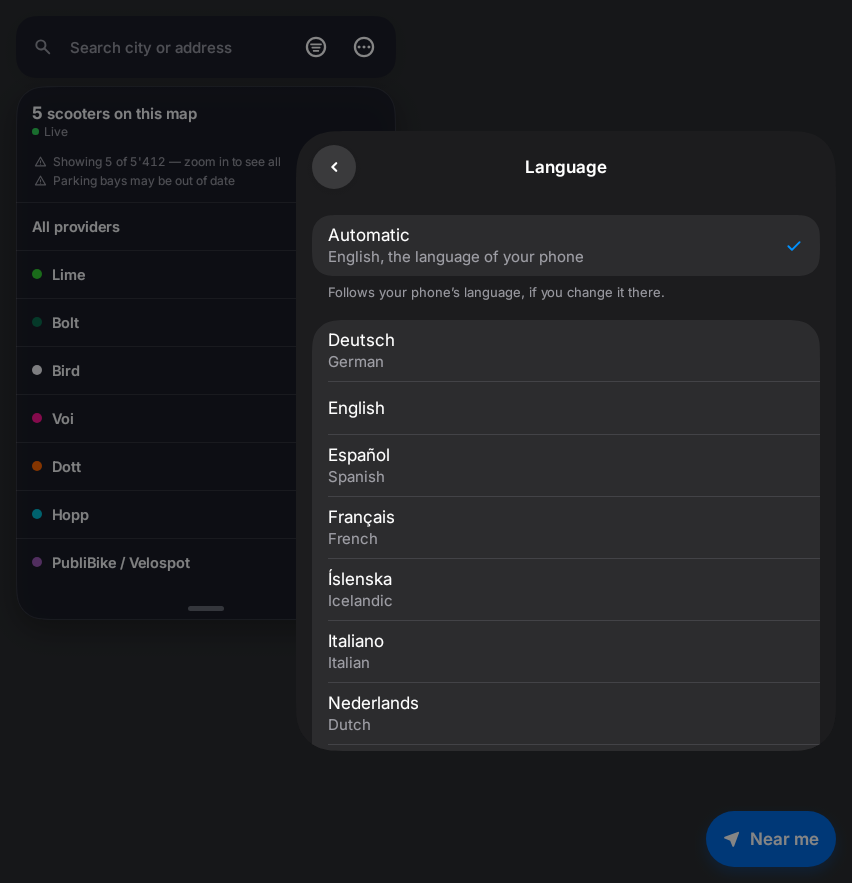 Search city or address
5 scooters on this map
Live
Showing 5 of 5'412 — zoom in to see all
Parking bays may be out of date
All providers
Lime
Bolt
Bird
Voi
Dott
Hopp
PubliBike / Velospot
Language
Automatic
English, the language of your phone
Follows your phone’s language, if you change it there.
Deutsch
German
English
Español
Spanish
Français
French
Íslenska
Icelandic
Italiano
Italian
Nederlands
Dutch
Near me